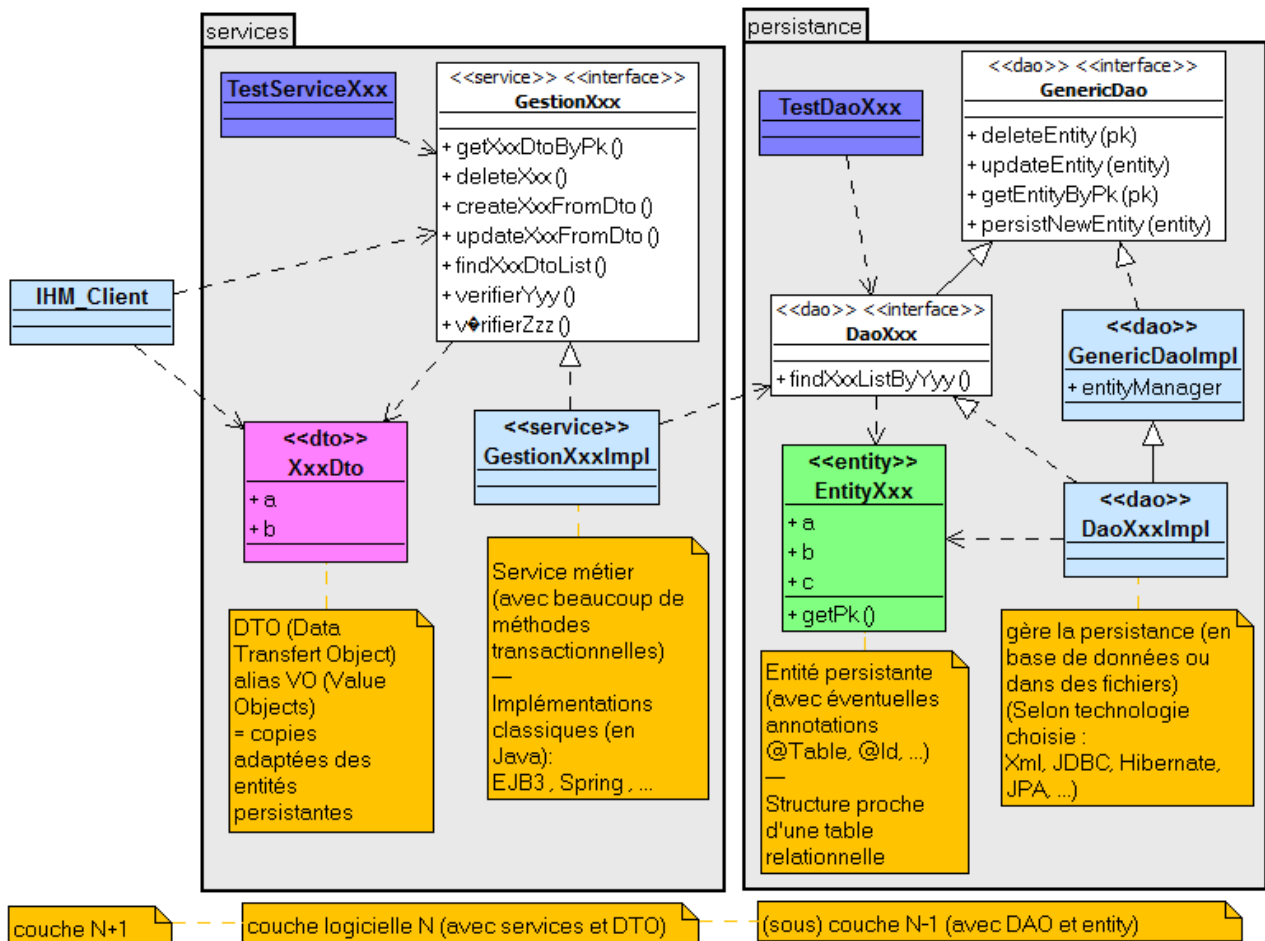 services
TestServiceXxx
<<service>> <<interface>>
GestionXxx
+ getXxxDtoByPk()
+ deleteXxx()
+ createXxxFromDto()
+ updateXxxFromDto()
+ findXxxDtoList()
+ verifierYyy()
+ v�rifierZzz()
IHM_Client
<<dto>>
XxxDto
+ a
+ b
<<service>>
GestionXxxImpl
DTO (Data
Transfert Object)
alias VO (Value
Objects)
= copies
adaptées des
entités
persistantes
Service métier
(avec beaucoup de
méthodes
transactionnelles)
—
Implémentations
classiques (en
Java):
EJB3 , Spring , ...
persistance
TestDaoXxx
<<dao>> <<interface>>
GenericDao
+ deleteEntity(pk)
+ updateEntity(entity)
+ getEntityByPk(pk)
+ persistNewEntity(entity)
<<dao>> <<interface>>
DaoXxx
+ findXxxListByYyy()
<<dao>>
GenericDaoImpl
+ entityManager
<<entity>>
EntityXxx
+ a
+ b
+ c
+ getPk()
<<dao>>
DaoXxxImpl
Entité persistante
(avec éventuelles
annotations
@Table, @Id, ...)
—
Structure proche
d'une table
relationnelle
gère la persistance (en
base de données ou
dans des fichiers)
(Selon technologie
choisie :
Xml, JDBC, Hibernate,
JPA, ...)
couche N+1
couche logicielle N (avec services et DTO)
(sous) couche N-1 (avec DAO et entity)